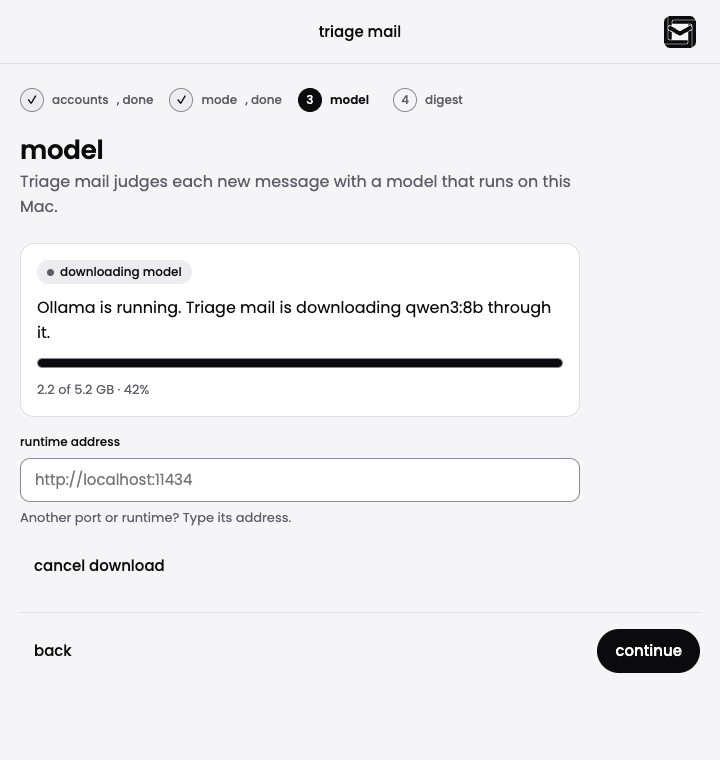 triage mail
accounts , done mode , done 3 model 4 digest
model
Triage mail judges each new message with a model that runs on this
Mac.
downloading model
Ollama is running. Triage mail is downloading qwen3:8b through
it.
2.2 of 5.2 GB · 42%
runtime address
http://localhost:11434
Another port or runtime? Type its address.
cancel download
back
continue